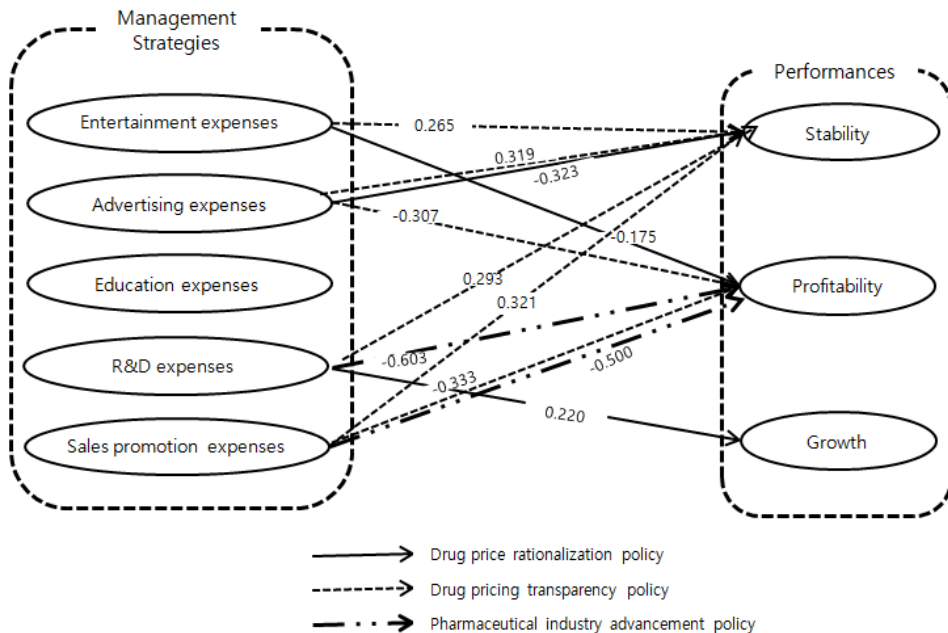 Management
Strategies
Performances
Entertainment expenses
0.265
Stability
0.319
-0.323
Advertising expenses
-0.307
-0.175
Education expenses
0.293
0.321
Profitability
R&D expenses
-0.603
-0.333
-0.500
0.220
Sales promotion expenses
Growth
Drug price rationalization policy
Drug pricing transparency policy
Pharmaceutical industry advancement policy